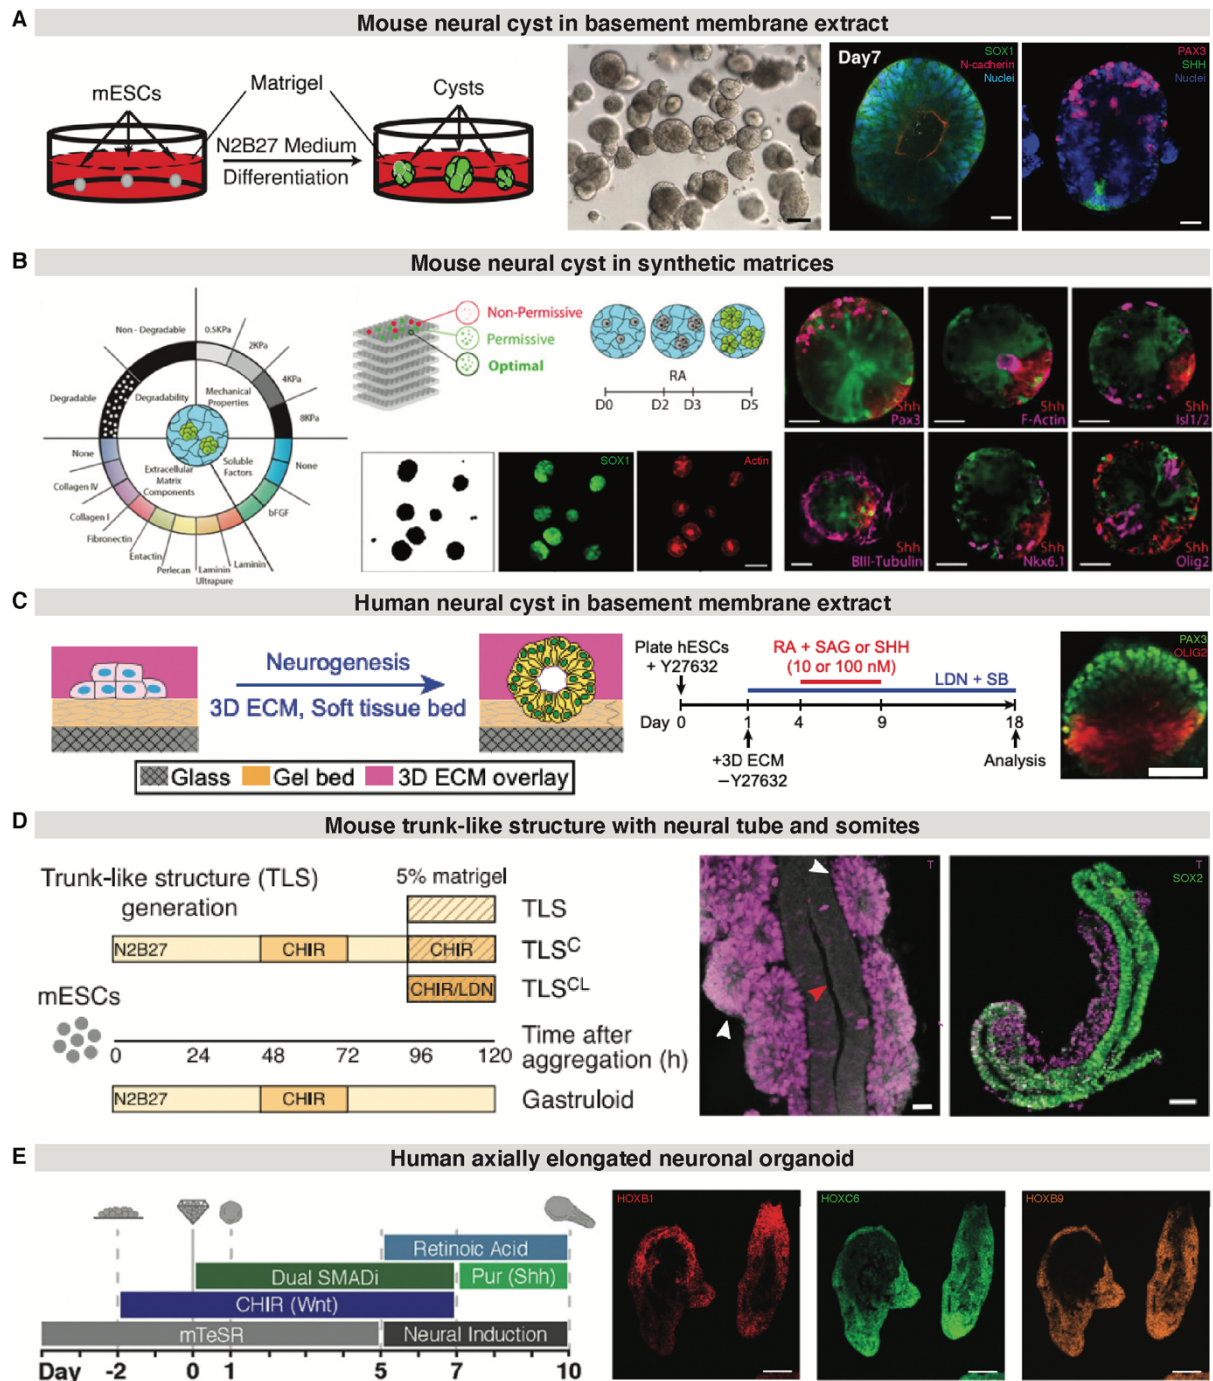 A
Mouse neural cyst in basement membrane extract
mESCs
Matrigel
Cysts
N2B27 Medium
Differentiation
Day7
SOX1
N-cadherin
Nuclei
PAX3
SHH
Nuclei
B
Mouse neural cyst in synthetic matrices
Non - Degradable
0.5KPa
2KPa
4KPa
8KPa
Degradable
Degradability
Mechanical
Properties
None
Collagen IV
Collagen I
Fibronectin
Entactin
Perlecan
Laminin
Ultrapure
Laminin
Extracellular
Matrix
Components
Soluble
Factors
None
bFGF
Non-Permissive
Permissive
Optimal
RA
D0
D2
D3
D5
SOX1
Actin
Shh
Pax3
Shh
F-Actin
Shh
Isl1/2
Shh
BIII-Tubulin
Shh
Nkx6.1
Shh
Olig2
C
Human neural cyst in basement membrane extract
Neurogenesis
3D ECM, Soft tissue bed
Glass
Gel bed
3D ECM overlay
Plate hESCs
+ Y27632
RA + SAG or SHH
(10 or 100 nM)
LDN + SB
Day 0
1
4
9
18
+3D ECM
−Y27632
Analysis
PAX3
OLIG2
D
Mouse trunk-like structure with neural tube and somites
Trunk-like structure (TLS)
generation
5% matrigel
TLS
N2B27
CHIR
CHIR
TLSC
CHIR/LDN
TLSCL
mESCs
0
24
48
72
96
120
Time after
aggregation (h)
N2B27
CHIR
Gastruloid
T
T
SOX2
E
Human axially elongated neuronal organoid
Retinoic Acid
Dual SMADi
Pur (Shh)
CHIR (Wnt)
mTeSR
Neural Induction
Day
-2
0
1
5
7
10
HOXB1
HOXC6
HOXB9